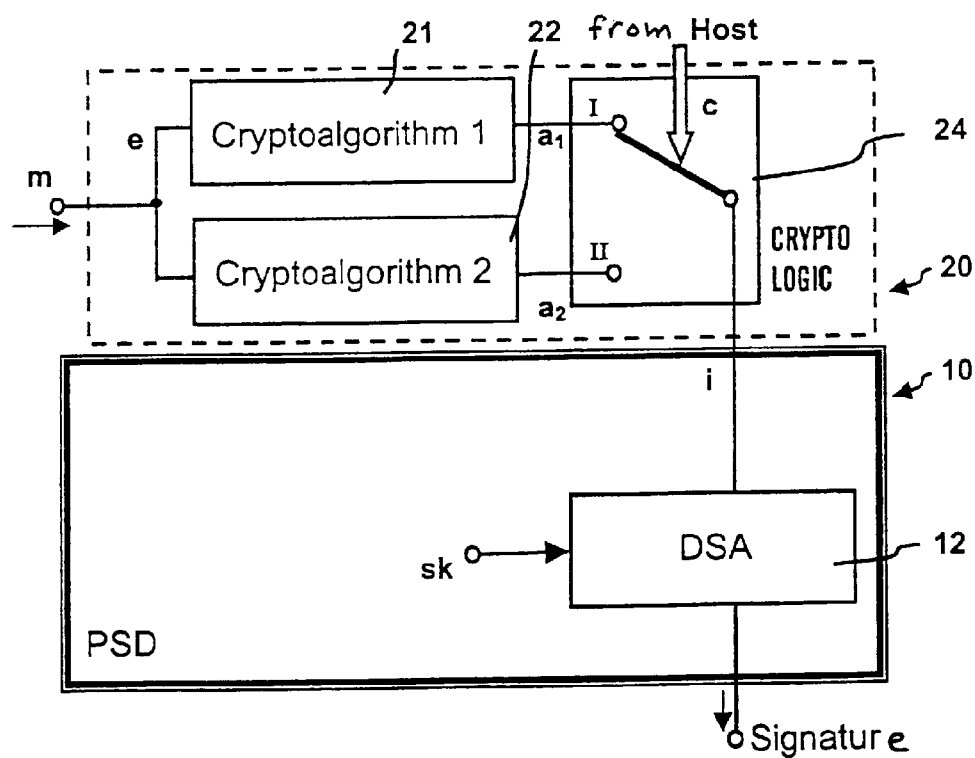 21
22
from Host
Cryptoalgorithm 1
e
a1
I
c
24
m
Cryptoalgorithm 2
a2
II
CRYPTO
LOGIC
20
10
i
DSA
12
sk
PSD
Signature